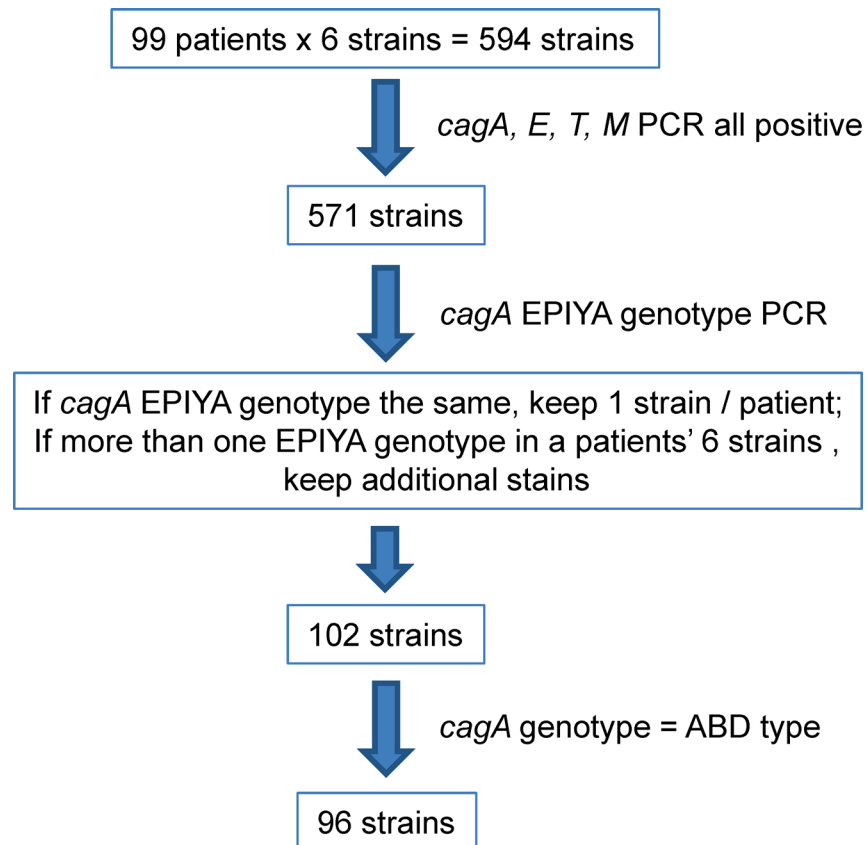 99 patients x 6 strains = 594 strains
cagA, E, T, M PCR all positive
571 strains
cagA EPIYA genotype PCR
If cagA EPIYA genotype the same, keep 1 strain / patient;
If more than one EPIYA genotype in a patients’ 6 strains ,
keep additional stains
102 strains
cagA genotype = ABD type
96 strains